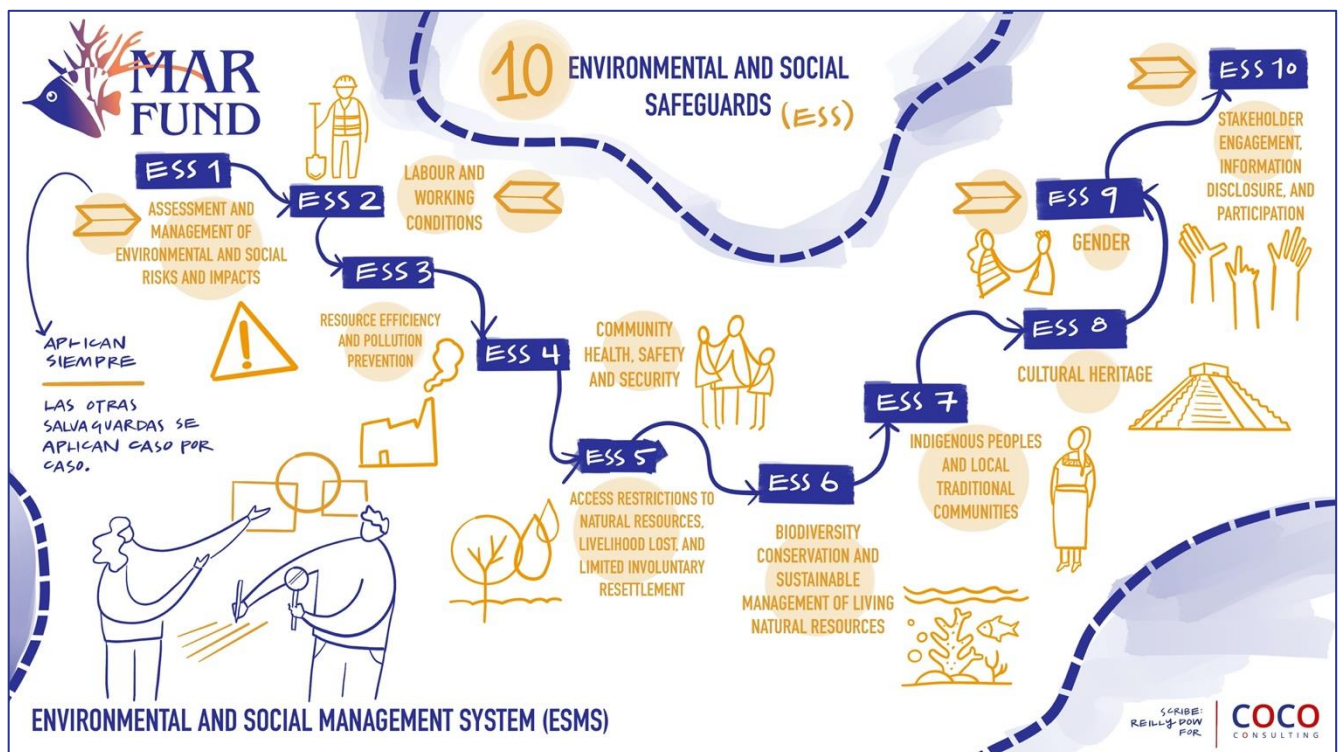 MAR
FUND
10 ENVIRONMENTAL AND SOCIAL
SAFEGUARDS (ESS)
ESS 1
ASSESSMENT AND
MANAGEMENT OF
ENVIRONMENTAL AND SOCIAL
RISKS AND IMPACTS
APLICAN
SIEMPRE
LAS OTRAS
SALVAGUARDAS SE
APLICAN CASO POR
CASO.
ESS 2
LABOUR AND
WORKING
CONDITIONS
ESS 3
RESOURCE EFFICIENCY
AND POLLUTION
PREVENTION
ESS 4
COMMUNITY
HEALTH, SAFETY
AND SECURITY
ESS 5
ACCESS RESTRICTIONS TO
NATURAL RESOURCES,
LIVELIHOOD LOST, AND
LIMITED INVOLUNTARY
RESETTLEMENT
ESS 6
BIODIVERSITY
CONSERVATION AND
SUSTAINABLE
MANAGEMENT OF LIVING
NATURAL RESOURCES
ESS 7
INDIGENOUS PEOPLES
AND LOCAL
TRADITIONAL
COMMUNITIES
ESS 8
CULTURAL HERITAGE
ESS 9
GENDER
ESS 10
STAKEHOLDER
ENGAGEMENT,
INFORMATION
DISCLOSURE, AND
PARTICIPATION
ENVIRONMENTAL AND SOCIAL MANAGEMENT SYSTEM (ESMS)
SCRIBE:
REILLY DOW
FOR
COCO
CONSULTING